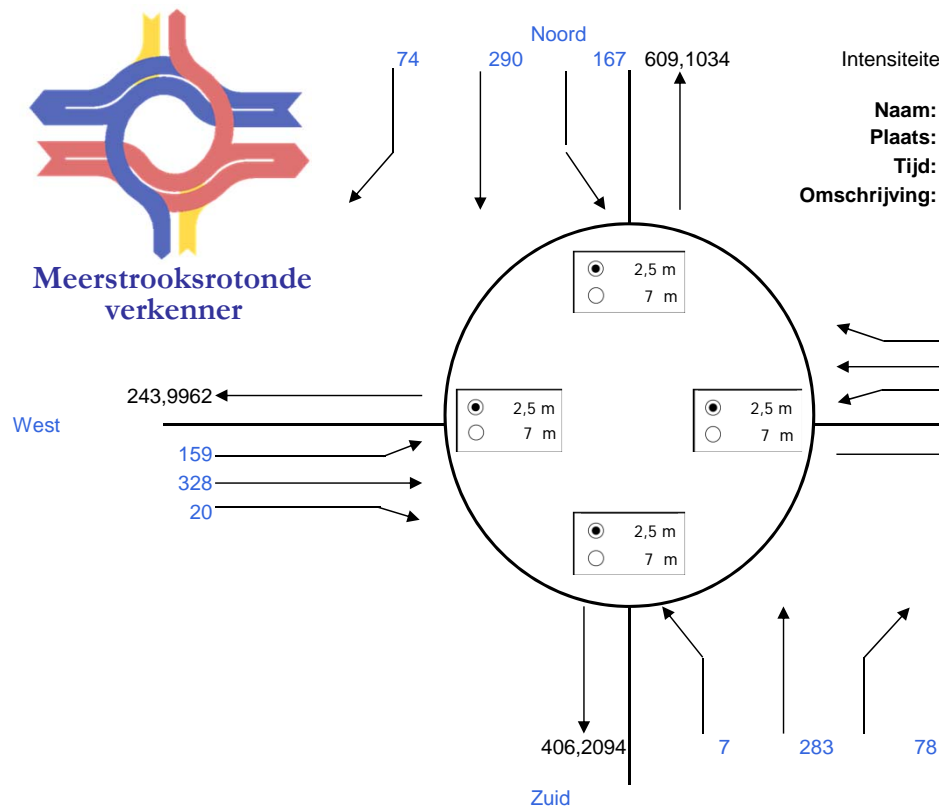 Noord
74 290 167 609,1034 Intensiteite
Naam:
Plaats:
Tijd:
Omschrijving:
Meerstrooksrotonde
verkenner
2,5 m
7 m
243,9962
West
2,5 m
7 m
2,5 m
7 m
159
328
20
2,5 m
7 m
406,2094 7 283 78
Zuid